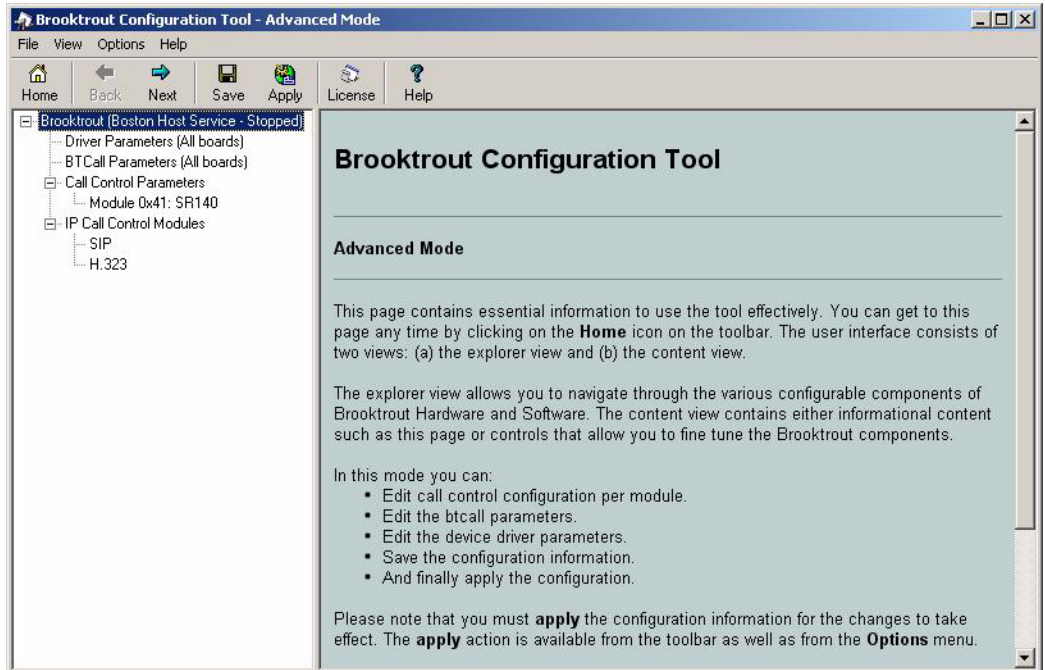 Brooktrout Configuration Tool - Advanced Mode
File View Options Help
Home Back Next Save Apply License Help
Brooktrout (Boston Host Service - Stopped)
Driver Parameters (All boards)
BTCall Parameters (All boards)
Call Control Parameters
Module 0x41: SR140
IP Call Control Modules
SIP
H.323
Brooktrout Configuration Tool
Advanced Mode
This page contains essential information to use the tool effectively. You can get to this
page any time by clicking on the Home icon on the toolbar. The user interface consists of
two views: (a) the explorer view and (b) the content view.
The explorer view allows you to navigate through the various configurable components of
Brooktrout Hardware and Software. The content view contains either informational content
such as this page or controls that allow you to fine tune the Brooktrout components.
In this mode you can:
• Edit call control configuration per module.
• Edit the btcall parameters.
• Edit the device driver parameters.
• Save the configuration information.
• And finally apply the configuration.
Please note that you must apply the configuration information for the changes to take
effect. The apply action is available from the toolbar as well as from the Options menu.